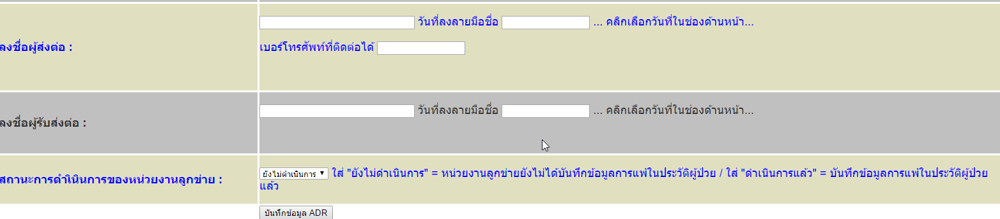 วันที่ลงลายมือชื่อ ... คลิกเลือกวันที่ในช่องด้านหน้า...
ลงชื่อผู้ส่งต่อ :
เบอร์โทรศัพท์ที่ติดต่อได้
วันที่ลงลายมือชื่อ ... คลิกเลือกวันที่ในช่องด้านหน้า...
ลงชื่อผู้รับส่งต่อ :
สถานะการดำเนินการของหน่วยงานลูกข่าย :
ยังไม่ดำเนินการ ใส่ "ยังไม่ดำเนินการ" = หน่วยงานลูกข่ายยังไม่ได้บันทึกข้อมูลการแพ้ในประวัติผู้ป่วย / ใส่ "ดำเนินการแล้ว" = บันทึกข้อมูลการแพ้ในประวัติผู้ป่วย
แล้ว
บันทึกข้อมูล ADR